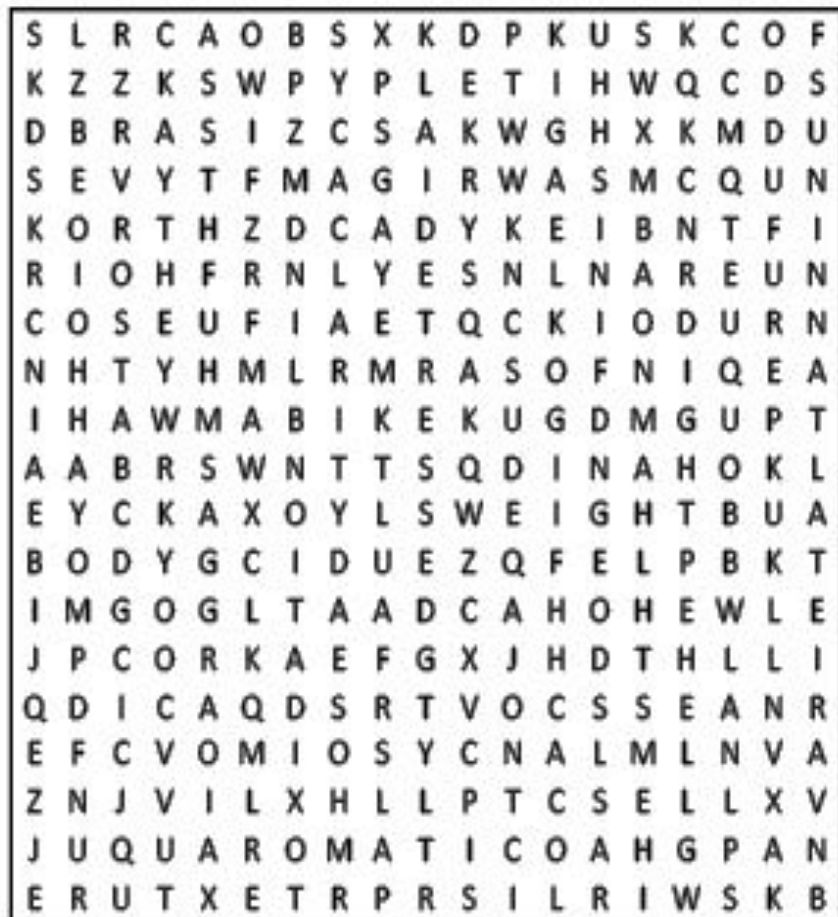 S L R C A O B S X K D P K U S K C O F
K Z Z K S W P Y P L E T I H W Q C D S
D B R A S I Z C S A K W G H X K M D U
S E V Y T F M A G I R W A S M C Q U N
K O R T H Z D C A D Y K E I B N T F I
R I O H F R N L Y E S N L N A R E U N
C O S E U F I A E T Q C K I O D U R N
N H T Y H M L R M R A S O F N I Q E A
I H A W M A B I K E K U G D M G U P T
A A B R S W N T T S Q D I N A H O K L
E Y C K A X O Y L S W E I G H T B U A
B O D Y G C I D U E Z Q F E L P B K T
I M G O G L T A A D C A H O H E W L E
J P C O R K A E F G X J H D T H L L I
Q D I C A Q D S R T V O C S S E A N R
E F C V O M I O S Y C N A L M L N V A
Z N J V I L X H L L P T C S E L L X V
J U Q U A R O M A T I C O A H G P A N
E R U T X E T R P R S I L R I W S K B